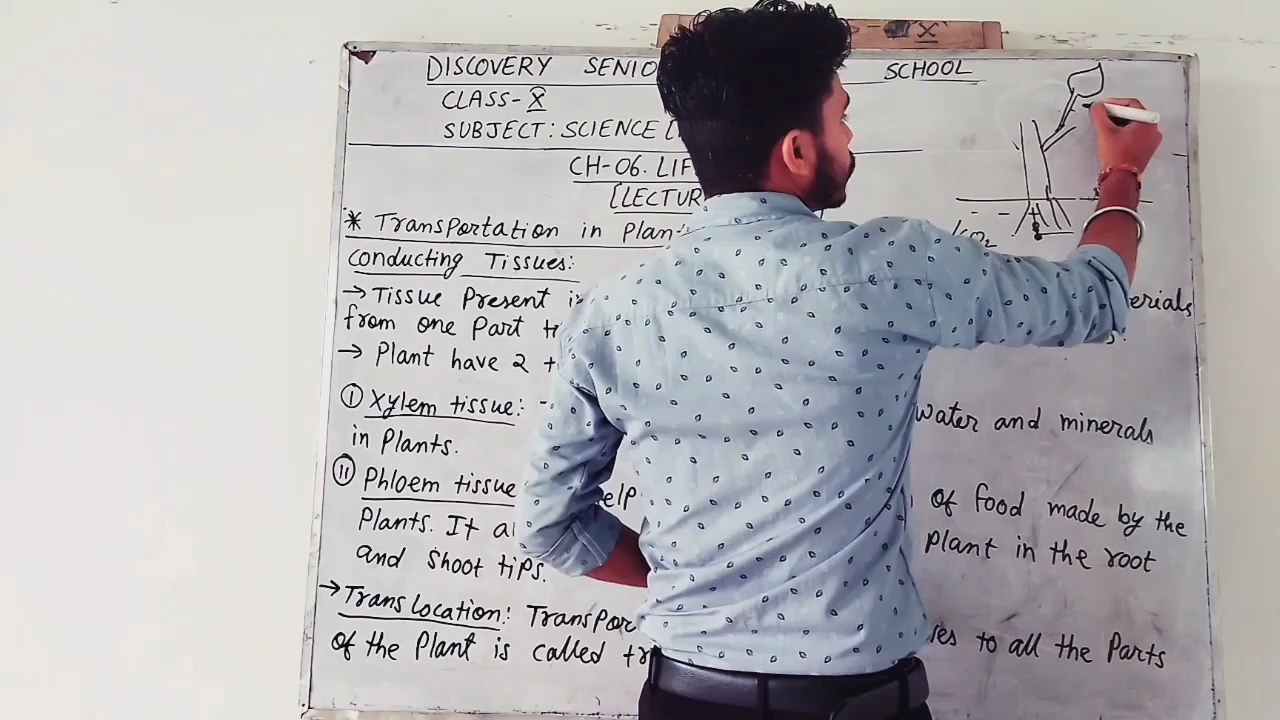 X
DISCOVERY SENIO SCHOOL
CLASS-X
SUBJECT: SCIENCE [
CH-06. LIF
[LECTUR
* Transportation in Plan
Conducting Tissues:
→ Tissue Present erials
from one Part
→ Plant have 2
(I) Xylem tissue: - water and minerals
in Plants.
(II) Phloem tissue elp of food made by the
Plants. It Plant in the root
and Shoot tips.
→ Translocation: Transpor ses to all the Parts
of the Plant is called